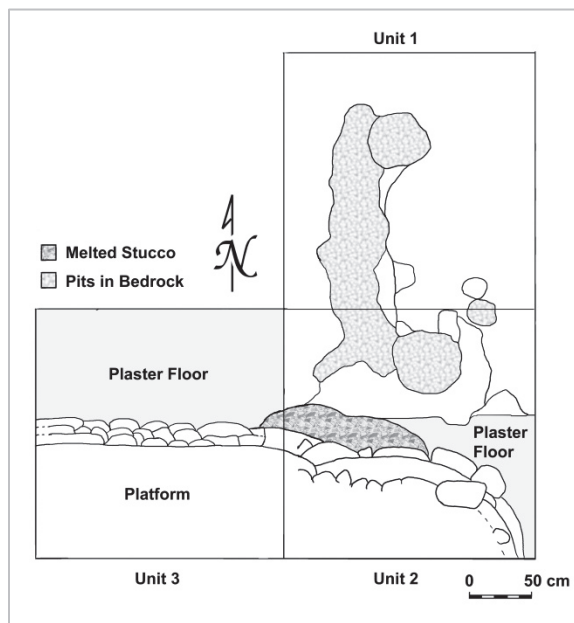 Unit 1
N
Melted Stucco
Pits in Bedrock
Plaster Floor
Plaster
Floor
Platform
Unit 3
Unit 2
0 50 cm